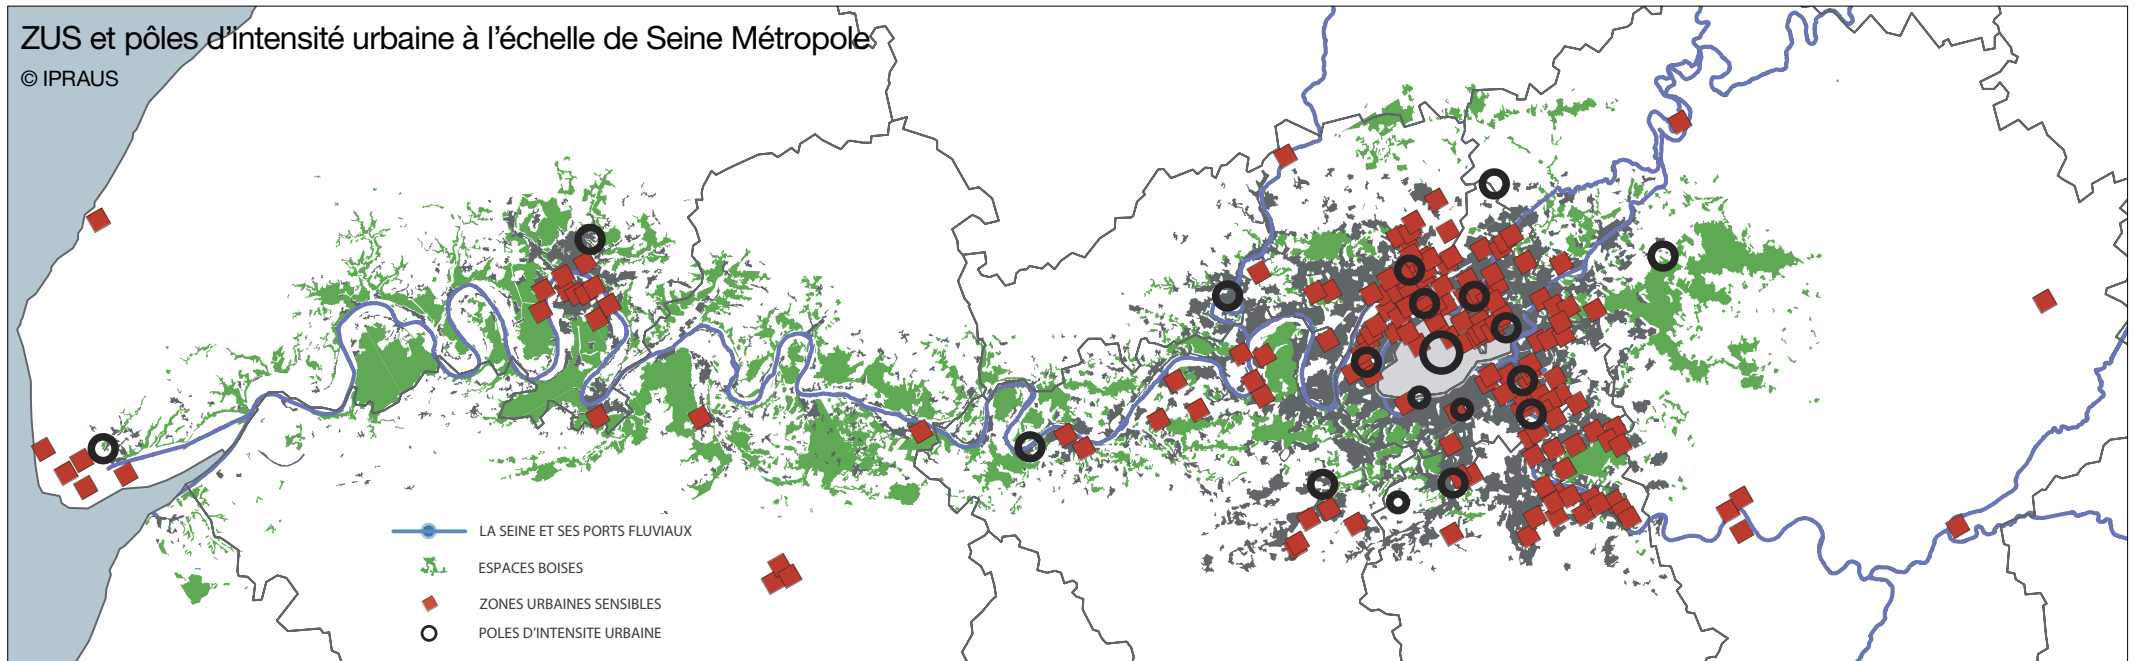 ZUS et pôles d'intensité urbaine à l'échelle de Seine Métropole
© IPRAUS
LA SEINE ET SES PORTS FLUVIAUX
ESPACES BOISES
ZONES URBAINES SENSIBLES
POLES D'INTENSITE URBAINE